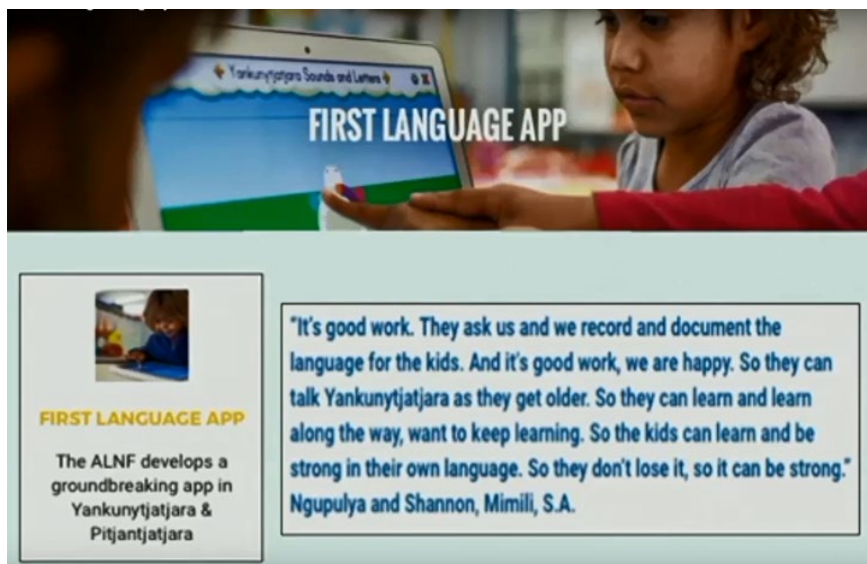 Yankunytjatjara Sounds and Letters
FIRST LANGUAGE APP
FIRST LANGUAGE APP
The ALNF develops a
groundbreaking app in
Yankunytjatjara &
Pitjantjatjara
"It's good work. They ask us and we record and document the
language for the kids. And it's good work, we are happy. So they can
talk Yankunytjatjara as they get older. So they can learn and learn
along the way, want to keep learning. So the kids can learn and be
strong in their own language. So they don't lose it, so it can be strong."
Ngupulya and Shannon, Mimili, S.A.